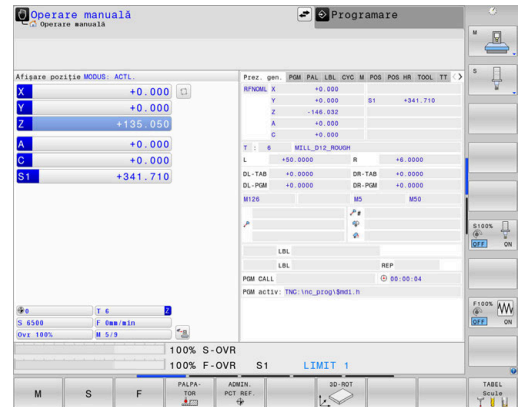 Operare manuală
Operare manuală
Programare
Afişare poziţie MODUS: ACTL.
X +0.000
Y +0.000
Z +135.050
A +0.000
C +0.000
S1 +341.710
0 T 6 Z
S 6500 F 0mm/min
Ovr 100% M 5/9
Prez. gen. PGM PAL LBL CYC M POS POS HR TOOL TT
RFNOML X +0.000
Y +0.000 S1 +341.710
Z -146.032
A +0.000
C +0.000
T : 6 MILL_D12_ROUGH
L +50.0000 R +6.0000
DL-TAB +0.0000 DR-TAB +0.0000
DL-PGM +0.0000 DR-PGM +0.0000
M126 M5 M50
#
LBL
LBL REP
PGM CALL 00:00:04
PGM activ: TNC:\nc_prog\$mdi.h
100% S-OVR
100% F-OVR S1 LIMIT 1
M
S
S100%
OFF ON
F100%
OFF ON
M
S
F
PALPA-
TOR
ADMIN.
PCT REF.
3D-ROT
TABEL
Scule